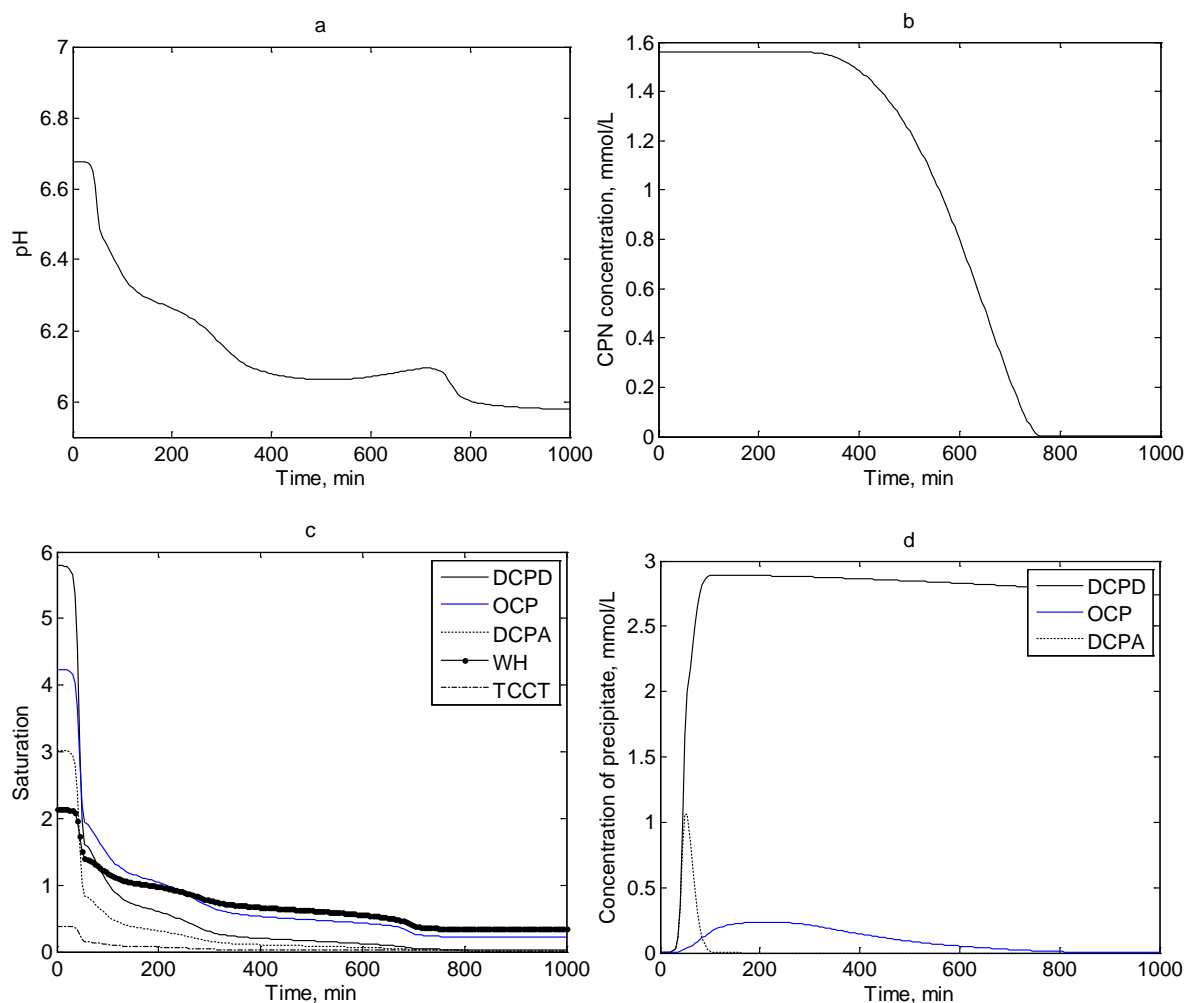 a
7
6.8
6.6
6.4
6.2
6
pH
0 200 400 600 800 1000
Time, min
b
1.6
1.4
1.2
1
0.8
0.6
0.4
0.2
0
CPN concentration, mmol/L
0 200 400 600 800 1000
Time, min
c
6
5
4
3
2
1
0
Saturation
DCPD
OCP
DCPA
WH
TCCT
0 200 400 600 800 1000
Time, min
d
3
2.5
2
1.5
1
0.5
0
Concentration of precipitate, mmol/L
DCPD
OCP
DCPA
0 200 400 600 800 1000
Time, min